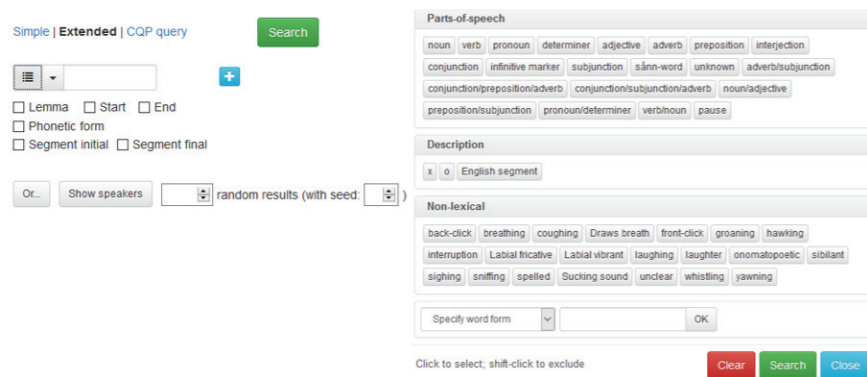 Simple | Extended | CQP query
Search
Lemma Start End
Phonetic form
Segment initial Segment final
Or... Show speakers random results (with seed: )
Parts-of-speech
noun verb pronoun determiner adjective adverb preposition interjection
conjunction infinitive marker subjunction sånn-word unknown adverb/subjunction
conjunction/preposition/adverb conjunction/subjunction/adverb noun/adjective
preposition/subjunction pronoun/determiner verb/noun pause
Description
x o English segment
Non-lexical
back-click breathing coughing Draws breath front-click groaning hawking
interruption Labial fricative Labial vibrant laughing laughter onomatopoetic sibilant
sighing sniffing spelled Sucking sound unclear whistling yawning
Specify word form OK
Click to select; shift-click to exclude Clear Search Close